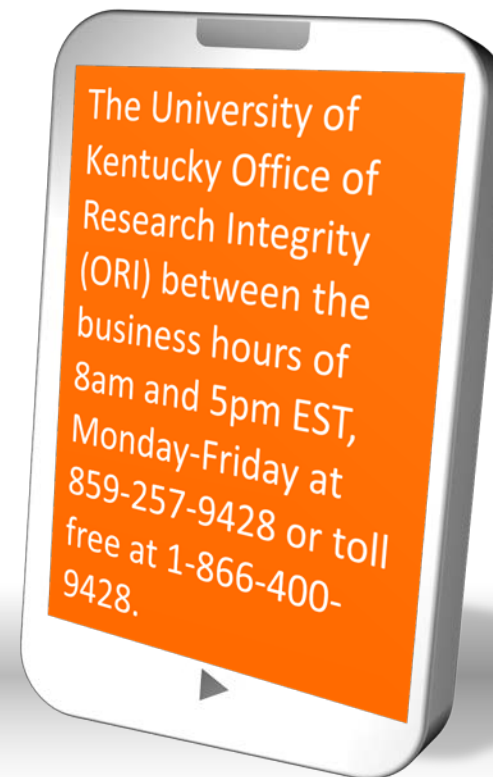 The University of
Kentucky Office of
Research Integrity
(ORI) between the
business hours of
8am and 5pm EST,
Monday-Friday at
859-257-9428 or toll
free at 1-866-400-
9428.